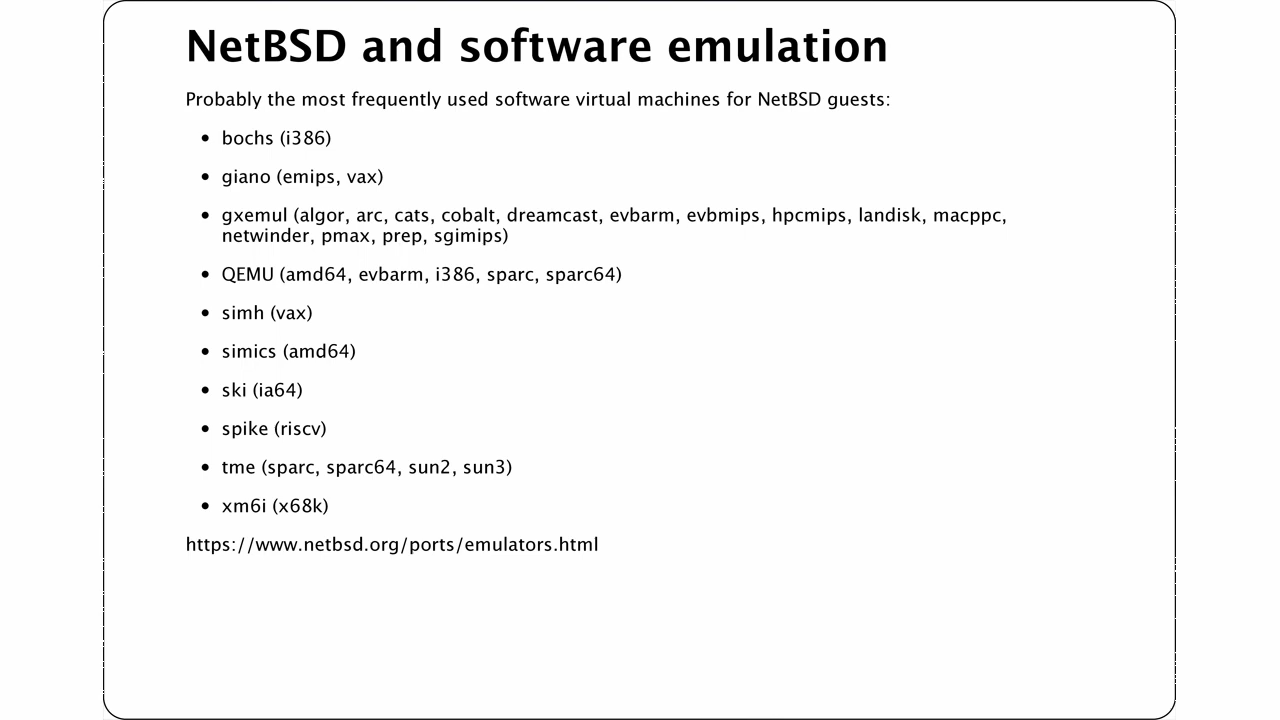 NetBSD and software emulation
Probably the most frequently used software virtual machines for NetBSD guests:
• bochs (i386)
• giano (emips, vax)
• gxemul (algor, arc, cats, cobalt, dreamcast, evbarm, evbmips, hpcmips, landisk, macppc,
netwinder, pmax, prep, sgimips)
• QEMU (amd64, evbarm, i386, sparc, sparc64)
• simh (vax)
• simics (amd64)
• ski (ia64)
• spike (riscv)
• tme (sparc, sparc64, sun2, sun3)
• xm6i (x68k)
https://www.netbsd.org/ports/emulators.html